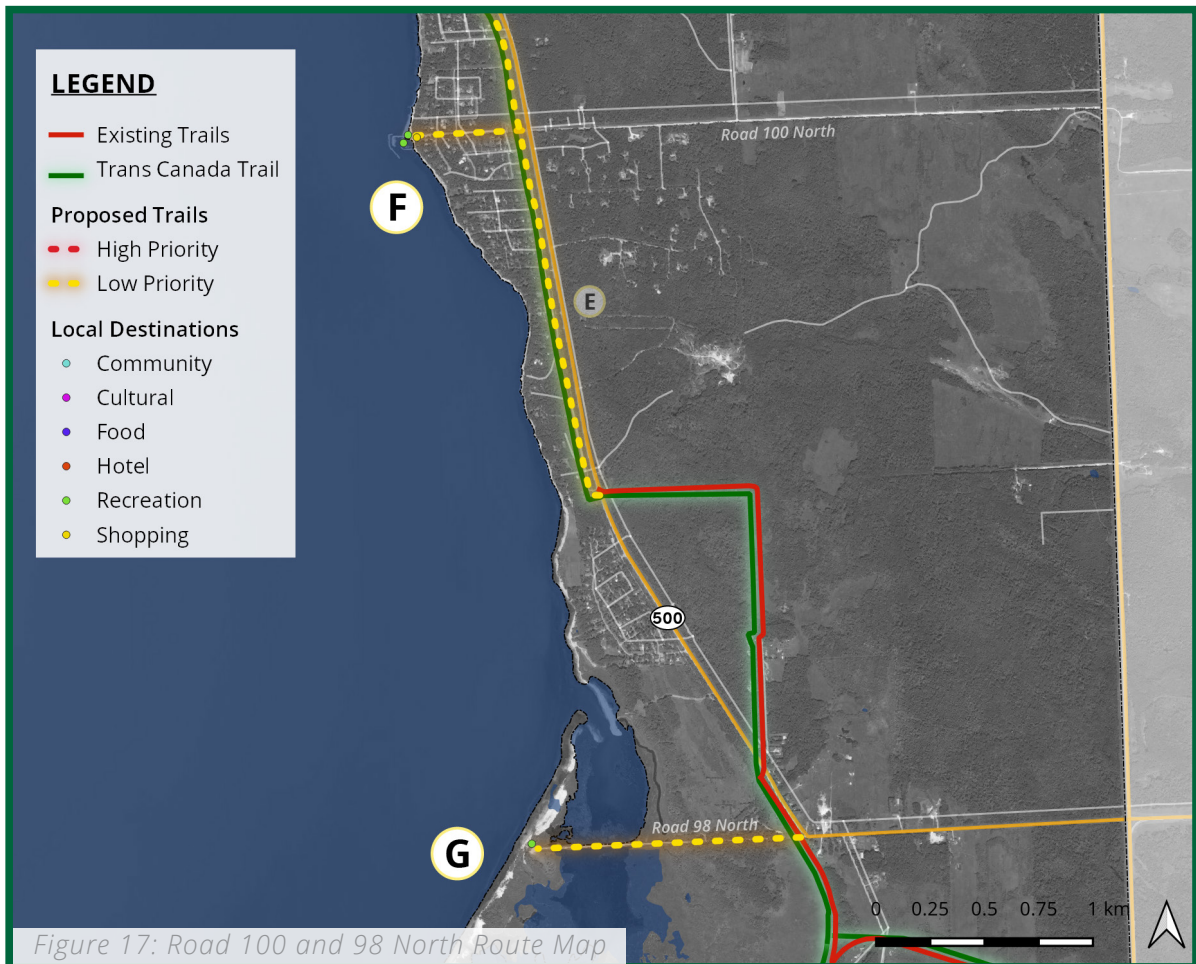 LEGEND
Existing Trails
Trans Canada Trail
Proposed Trails
High Priority
Low Priority
Local Destinations
Community
Cultural
Food
Hotel
Recreation
Shopping
Road 100 North
F
E
500
Road 98 North
G
0 0.25 0.5 0.75 1 km
Figure 17: Road 100 and 98 North Route Map